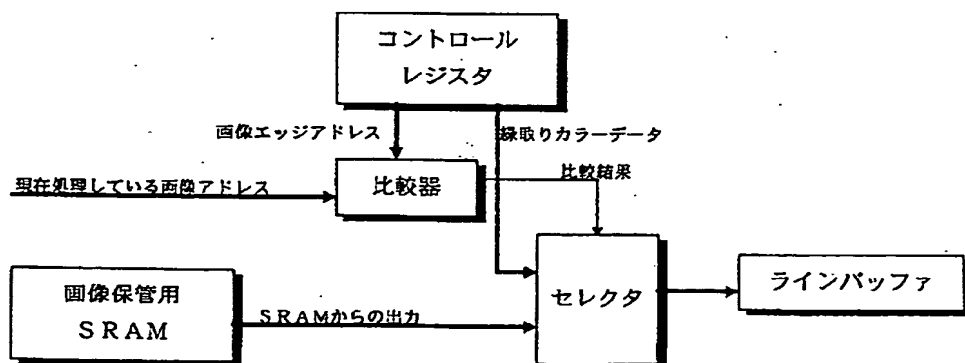 コントロール
レジスタ
画像エッジアドレス
縁取りカラーデータ
比較結果
現在処理している画像アドレス
比較器
画像保管用
SRAM
SRAMからの出力
セレクタ
ラインバッファ